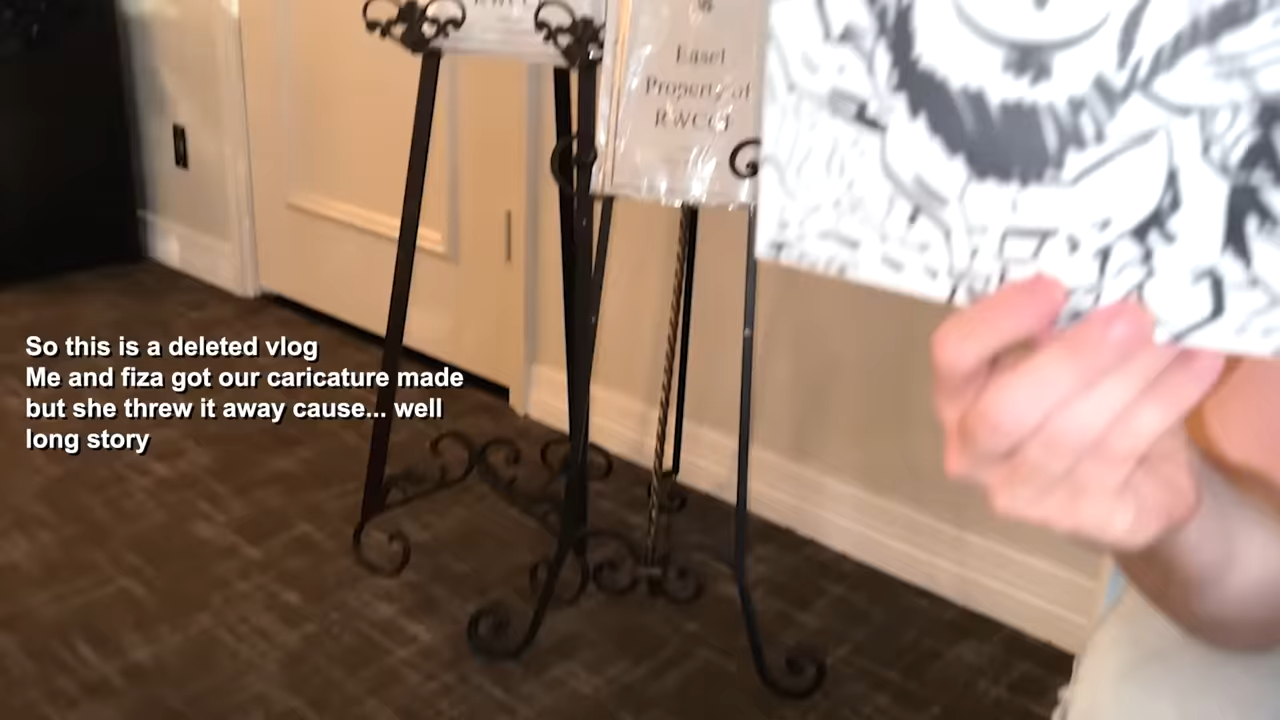 Easel
Property of
RWCC
So this is a deleted vlog
Me and fiza got our caricature made
but she threw it away cause... well
long story